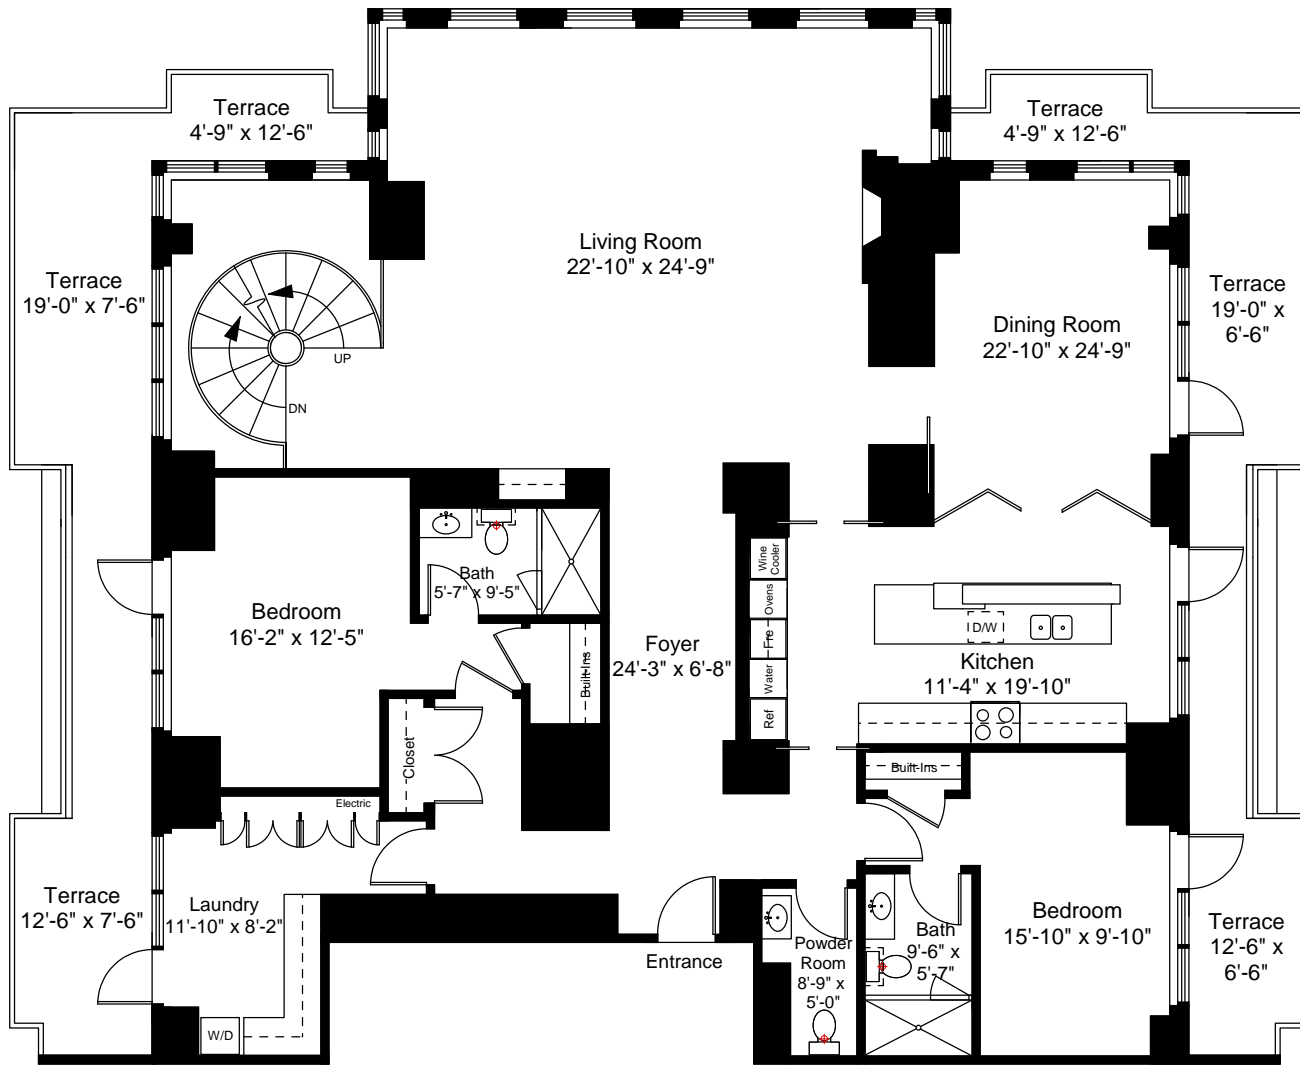 Terrace
4'-9" x 12'-6"
Terrace
4'-9" x 12'-6"
Living Room
22'-10" x 24'-9"
Terrace
19'-0" x 7'-6"
Terrace
19'-0" x
6'-6"
Dining Room
22'-10" x 24'-9"
UP
DN
Wine
Cooler
Bath
5'-7" x 9'-5"
Ovens
Bedroom
16'-2" x 12'-5"
D/W
Fre
Foyer
24'-3" x 6'-8"
Built-Ins
Water
Kitchen
11'-4" x 19'-10"
Ref
Closet
Built-Ins
Electric
Terrace
12'-6" x 7'-6"
Laundry
11'-10" x 8'-2"
Bedroom
15'-10" x 9'-10"
Terrace
12'-6" x
6'-6"
Bath
9'-6" x
5'-7"
Powder
Room
8'-9" x
5'-0"
Entrance
W/D